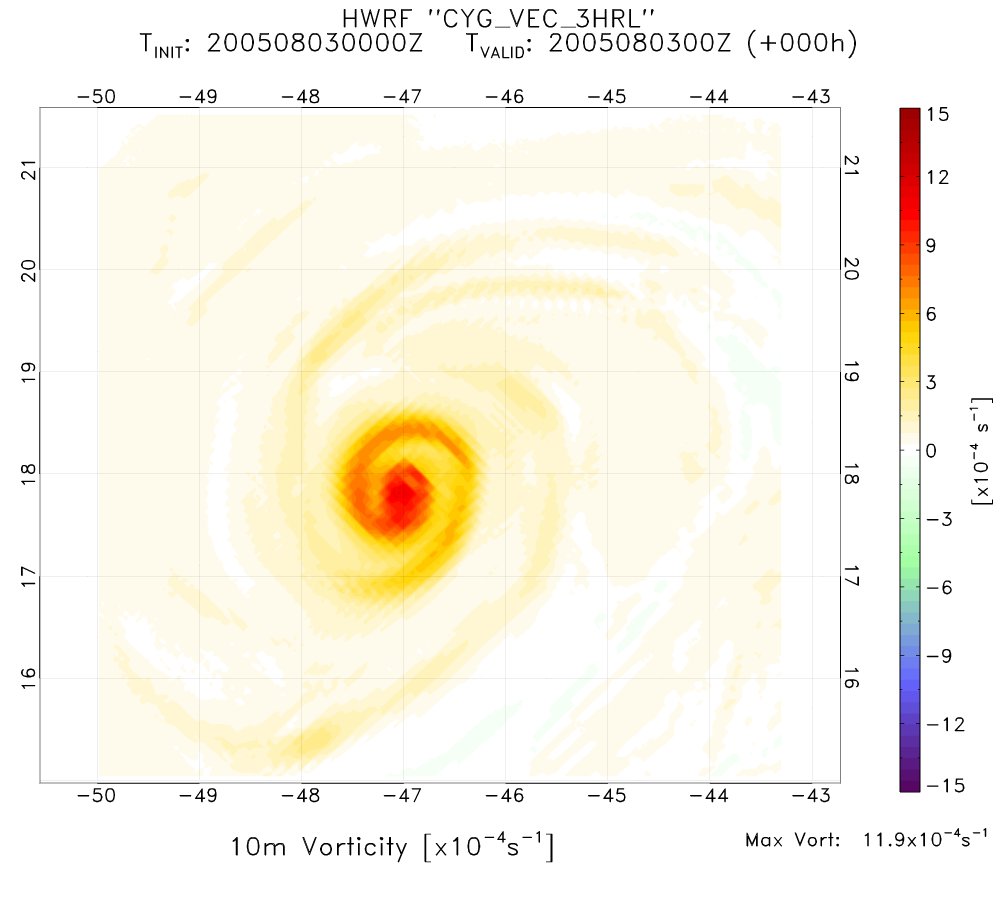 HWRF "CYG_VEC_3HRL"
T_INIT: 200508030000Z T_VALID: 2005080300Z (+000h)
−50 −49 −48 −47 −46 −45 −44 −43
21 21
20 20
19 19
18 18
17 17
16 16
−50 −49 −48 −47 −46 −45 −44 −43
15
12
9
6
3
0
−3
−6
−9
−12
−15
[x10⁻⁴ s⁻¹]
10m Vorticity [x10⁻⁴s⁻¹]
Max Vort: 11.9x10⁻⁴s⁻¹